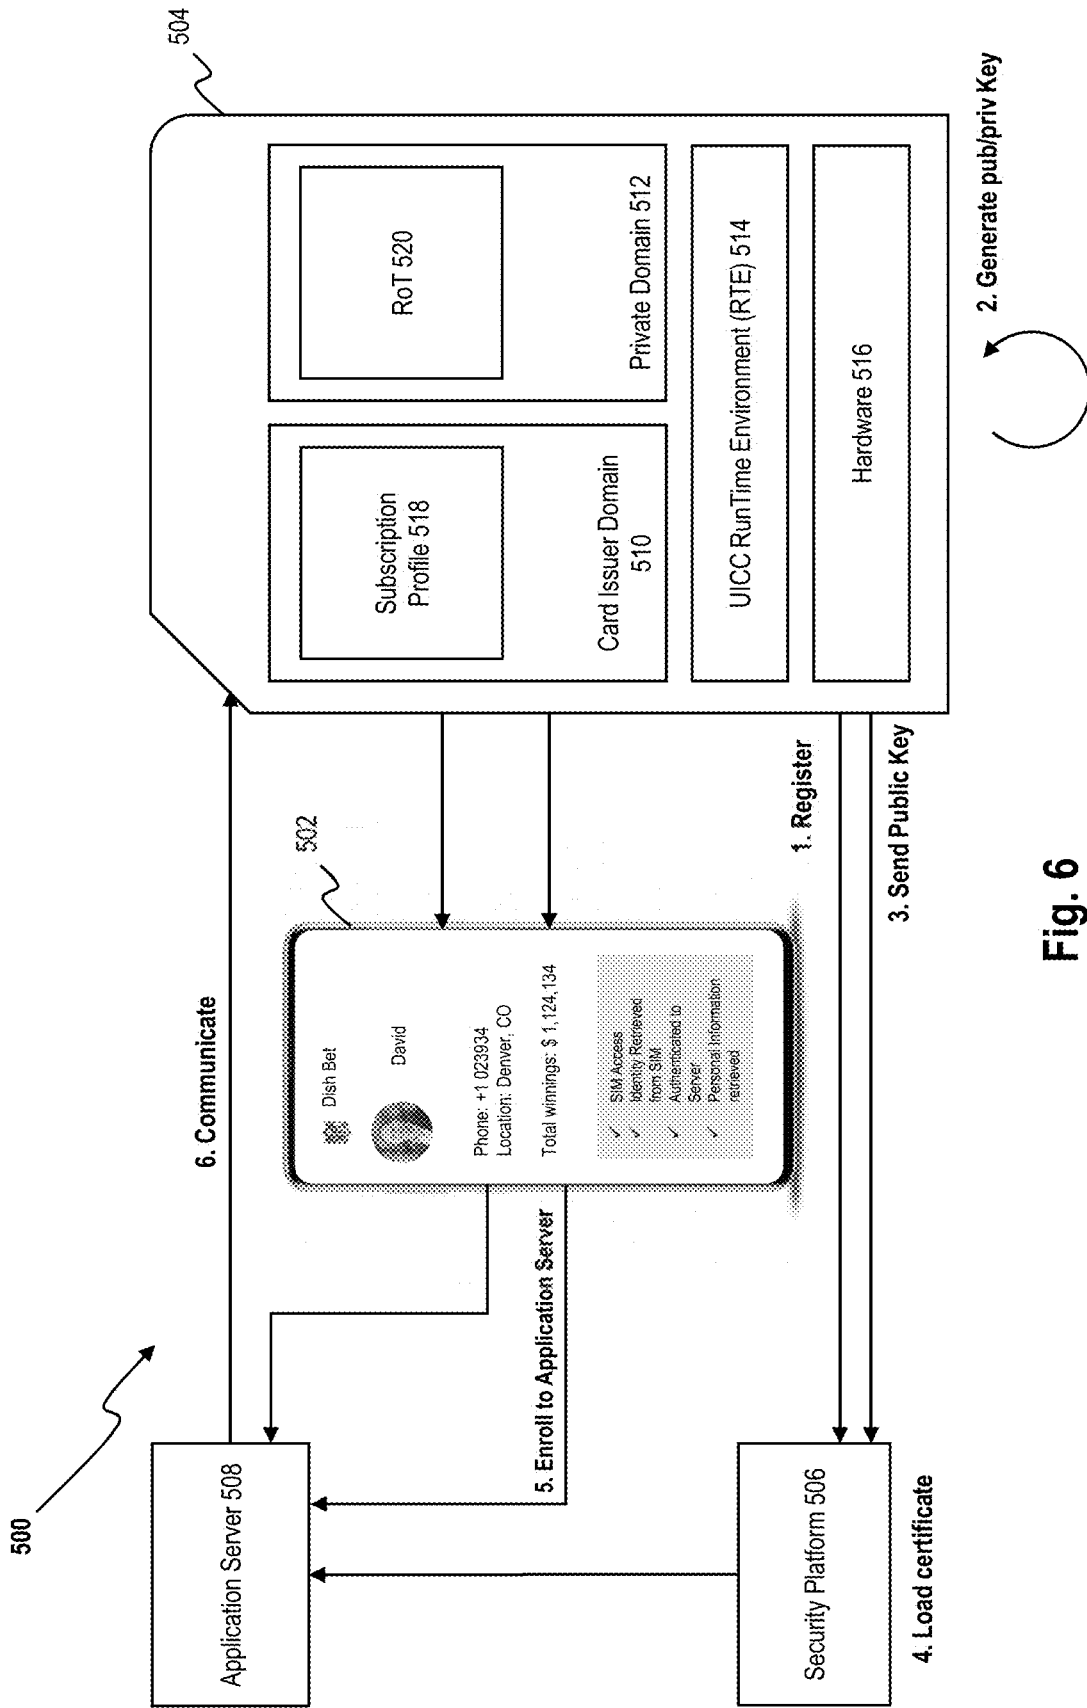 500
Application Server 508
6. Communicate
504
502
Dish Bet
David
Phone: +1 023934
Location: Denver, CO
Total winnings: $ 1,124,134
✓ SIM Access
✓ Identity Retrieved
from SIM
✓ Authenticated to
Server
✓ Personal Information
retrieved
Subscription
Profile 518
Card Issuer Domain
510
RoT 520
Private Domain 512
UICC RunTime Environment (RTE) 514
Hardware 516
5. Enroll to Application Server
1. Register
3. Send Public Key
2. Generate pub/priv Key
Security Platform 506
4. Load certificate
Fig. 6